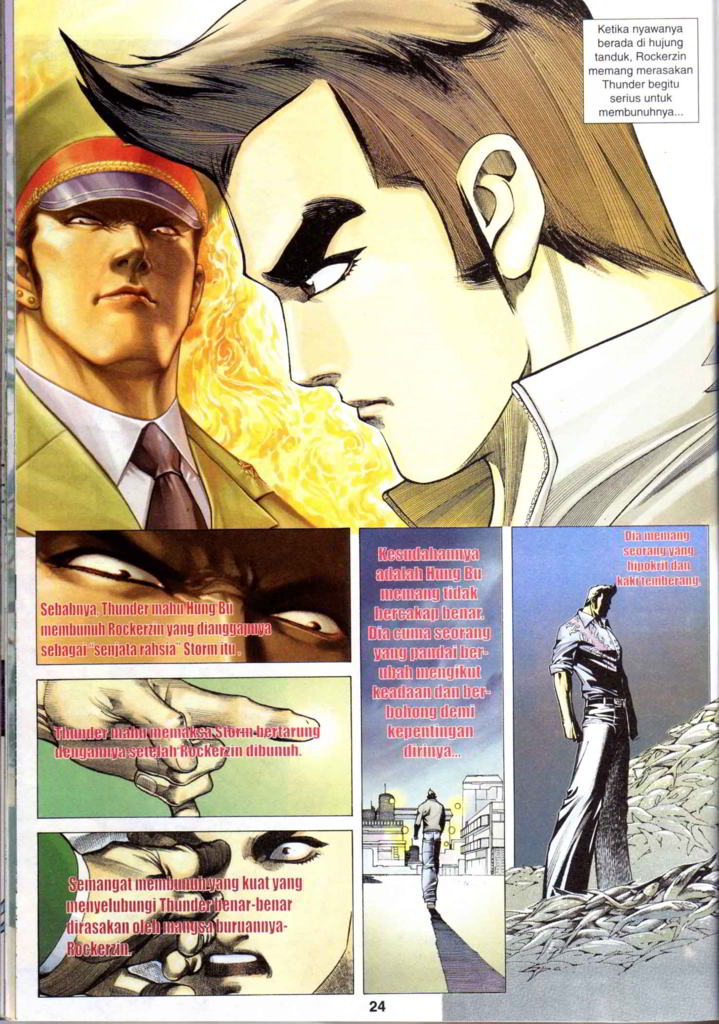 Ketika nyawanya
berada di hujung
tanduk, Rockerzin
memang merasakan
Thunder begitu
serius untuk
membunuhnya...
Sebabnya, Thunder mahu Hung Bu
membunuh Rockerzin yang dianggapnya
sebagai "senjata rahsia" Storm itu..
Thunder mahu memaksa Storm bertarung
dengannya setelah Rockerzin dibunuh.
Semangat membunuh yang kuat yang
menyelubungi Thunder benar-benar
dirasakan oleh mangsa buruannya-
Rockerzin.
Kesudahannya
adalah Hung Bu
memang tidak
bercakap benar.
Dia cuma seorang
yang pandai ber-
ubah mengikut
keadaan dan ber-
bohong demi
kepentingan
dirinya...
Dia memang
seorang yang
hipokrit dan
kaki temberang.
24